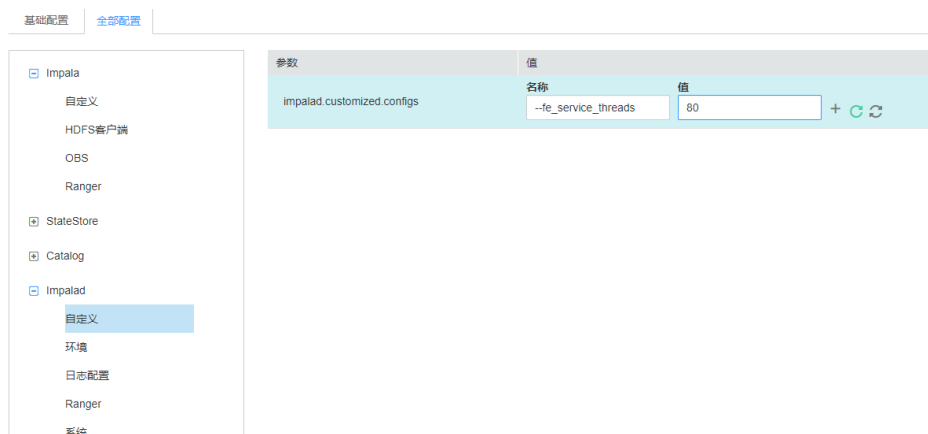 基础配置 全部配置
Impala
自定义
HDFS客户端
OBS
Ranger
StateStore
Catalog
Impalad
自定义
环境
日志配置
Ranger
系统
参数 值
名称 值
impalad.customized.configs --fe_service_threads 80